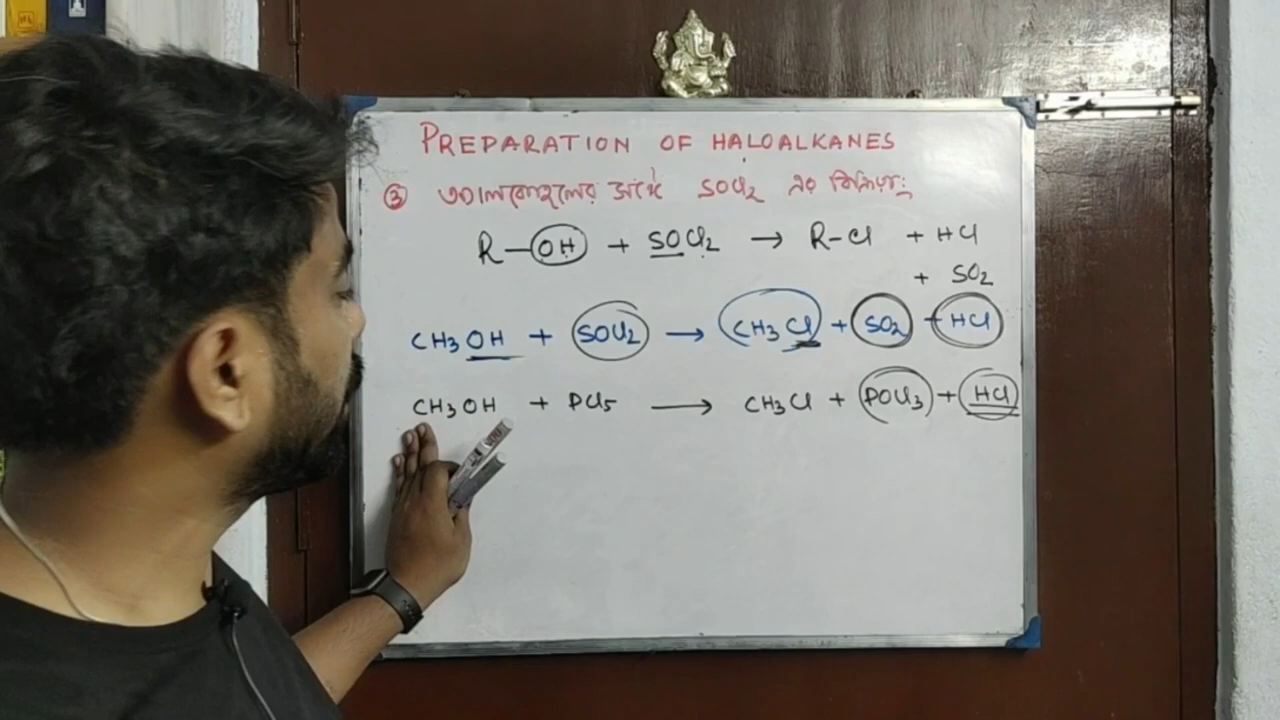 PREPARATION OF HALOALKANES
③ অ্যালকোহলের সাথে SOCl₂ এর বিক্রিয়া:
R—OH + SOCl₂ → R-Cl + HCl
+ SO₂
CH₃OH + SOCl₂ → CH₃Cl + SO₂ + HCl
CH₃OH + PCl₅ → CH₃Cl + POCl₃ + HCl